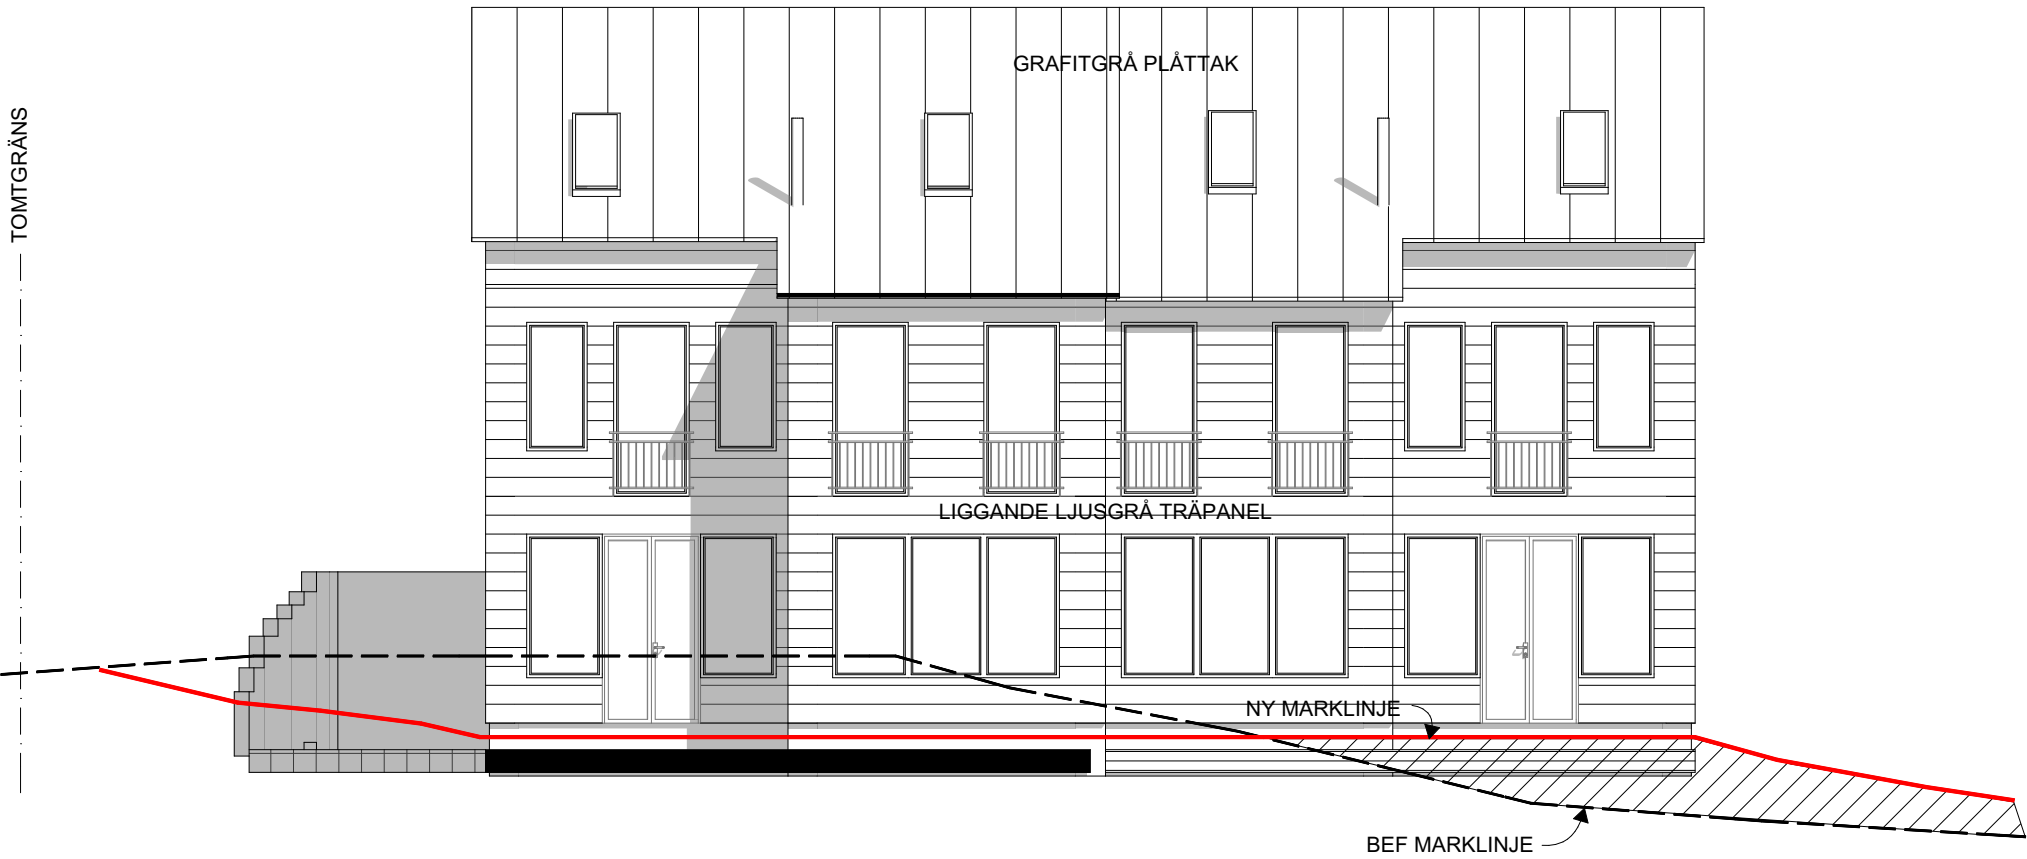 GRAFITGRÅ PLÅTTAK
TOMTGRÄNS
LIGGANDE LJUSGRÅ TRÄPANEL
NY MARKLINJE
BEF MARKLINJE